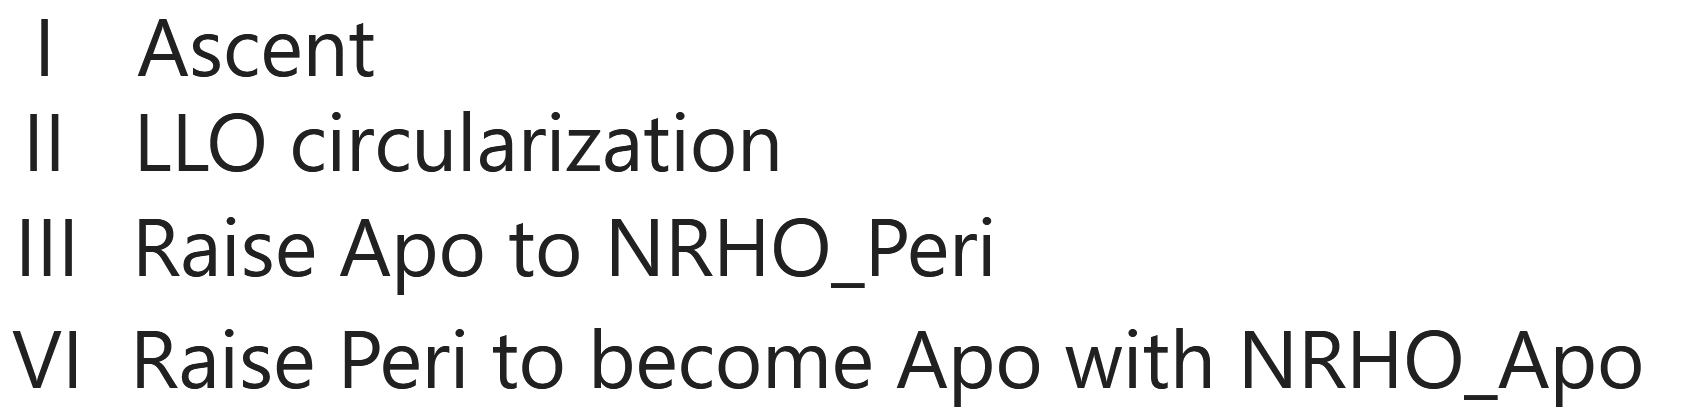 I Ascent
II LLO circularization
III Raise Apo to NRHO_Peri
VI Raise Peri to become Apo with NRHO_Apo